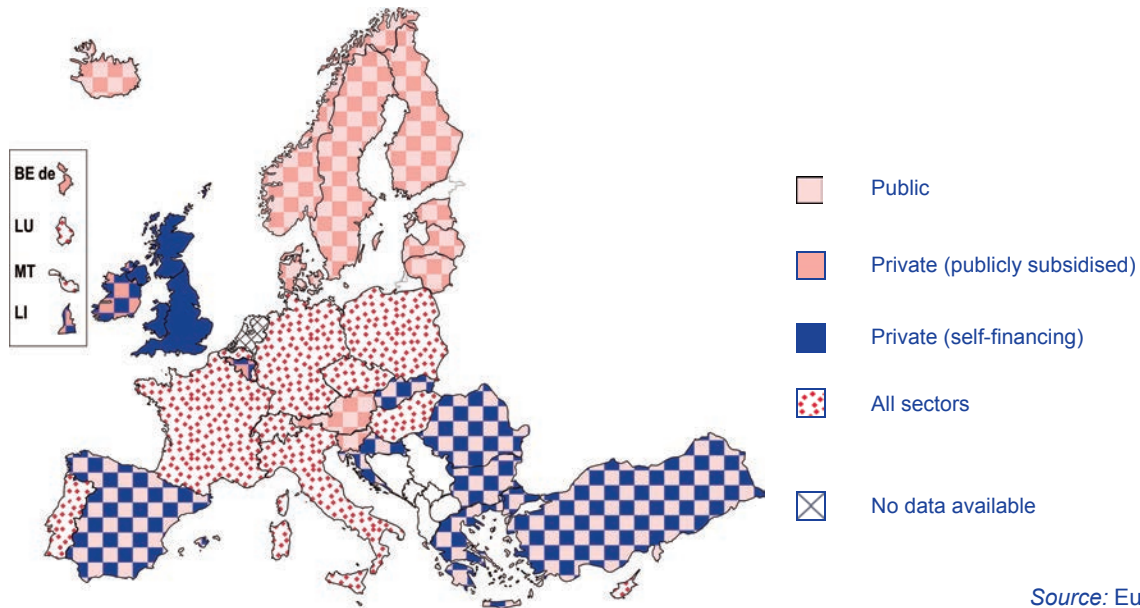 BE de
LU
MT
LI
Public
Private (publicly subsidised)
Private (self-financing)
All sectors
No data available
Source: Eu